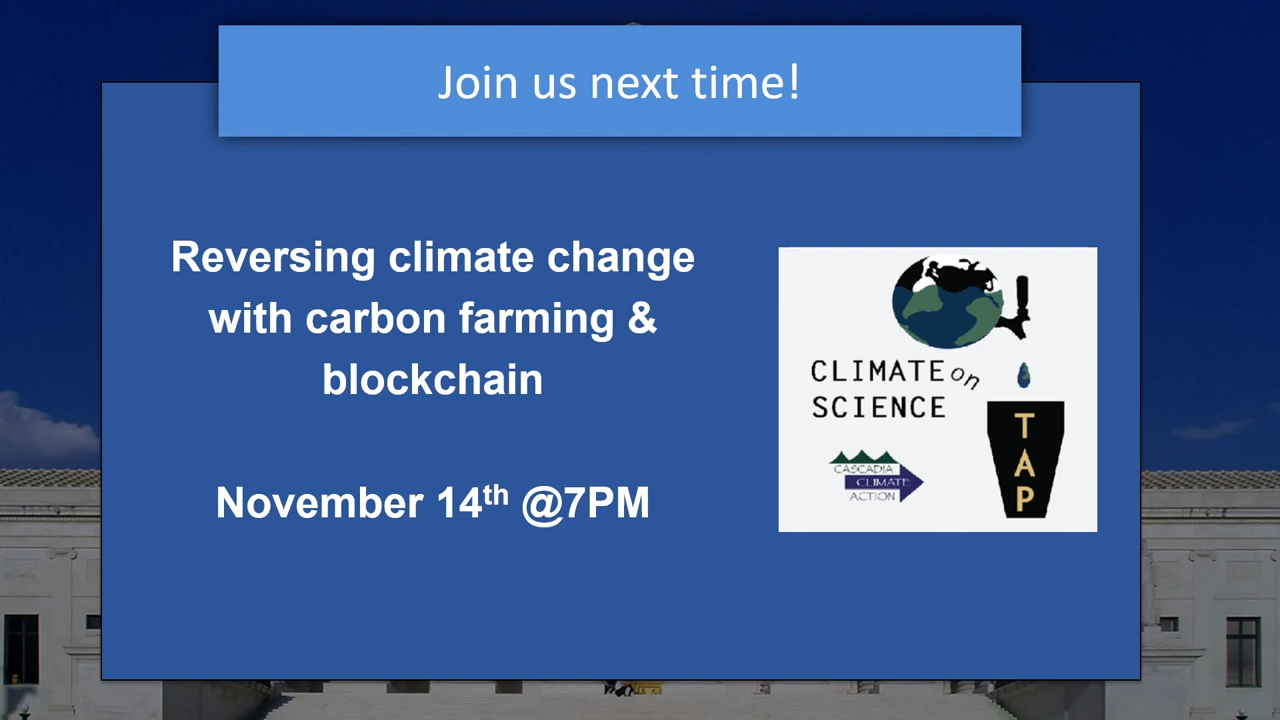 Join us next time!
Reversing climate change
with carbon farming &
blockchain
November 14th @7PM
CLIMATE on
SCIENCE
TAP
CASCADIA
CLIMATE
ACTION